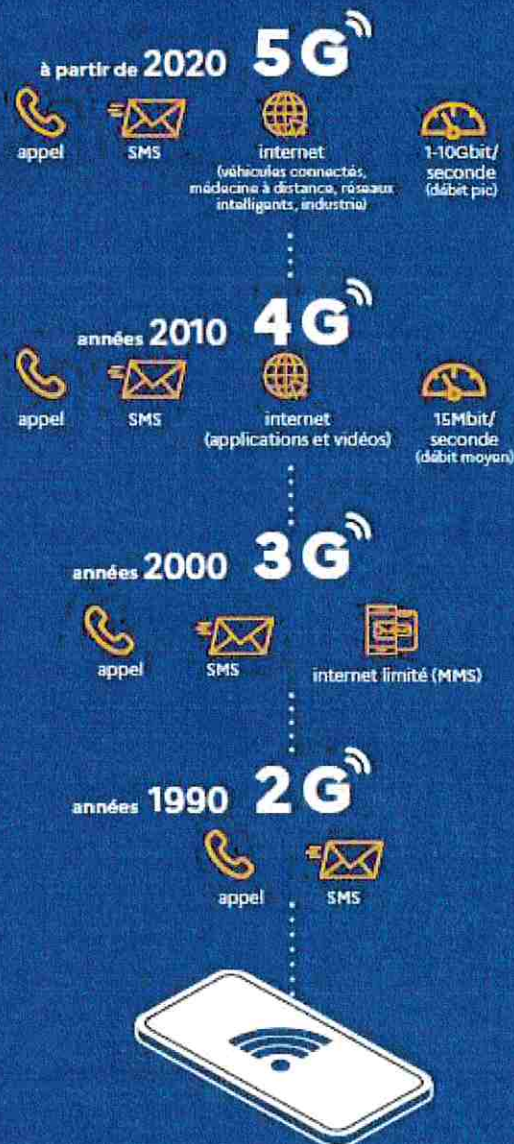 à partir de 2020 5G
appel
SMS
internet
(véhicules connectés,
médecine à distance, réseaux
intelligents, industrie)
1-10Gbit/
seconde
(débit pic)
années 2010 4G
appel
SMS
internet
(applications et vidéos)
15Mbit/
seconde
(débit moyen)
années 2000 3G
appel
SMS
internet limité (MMS)
années 1990 2G
appel
SMS